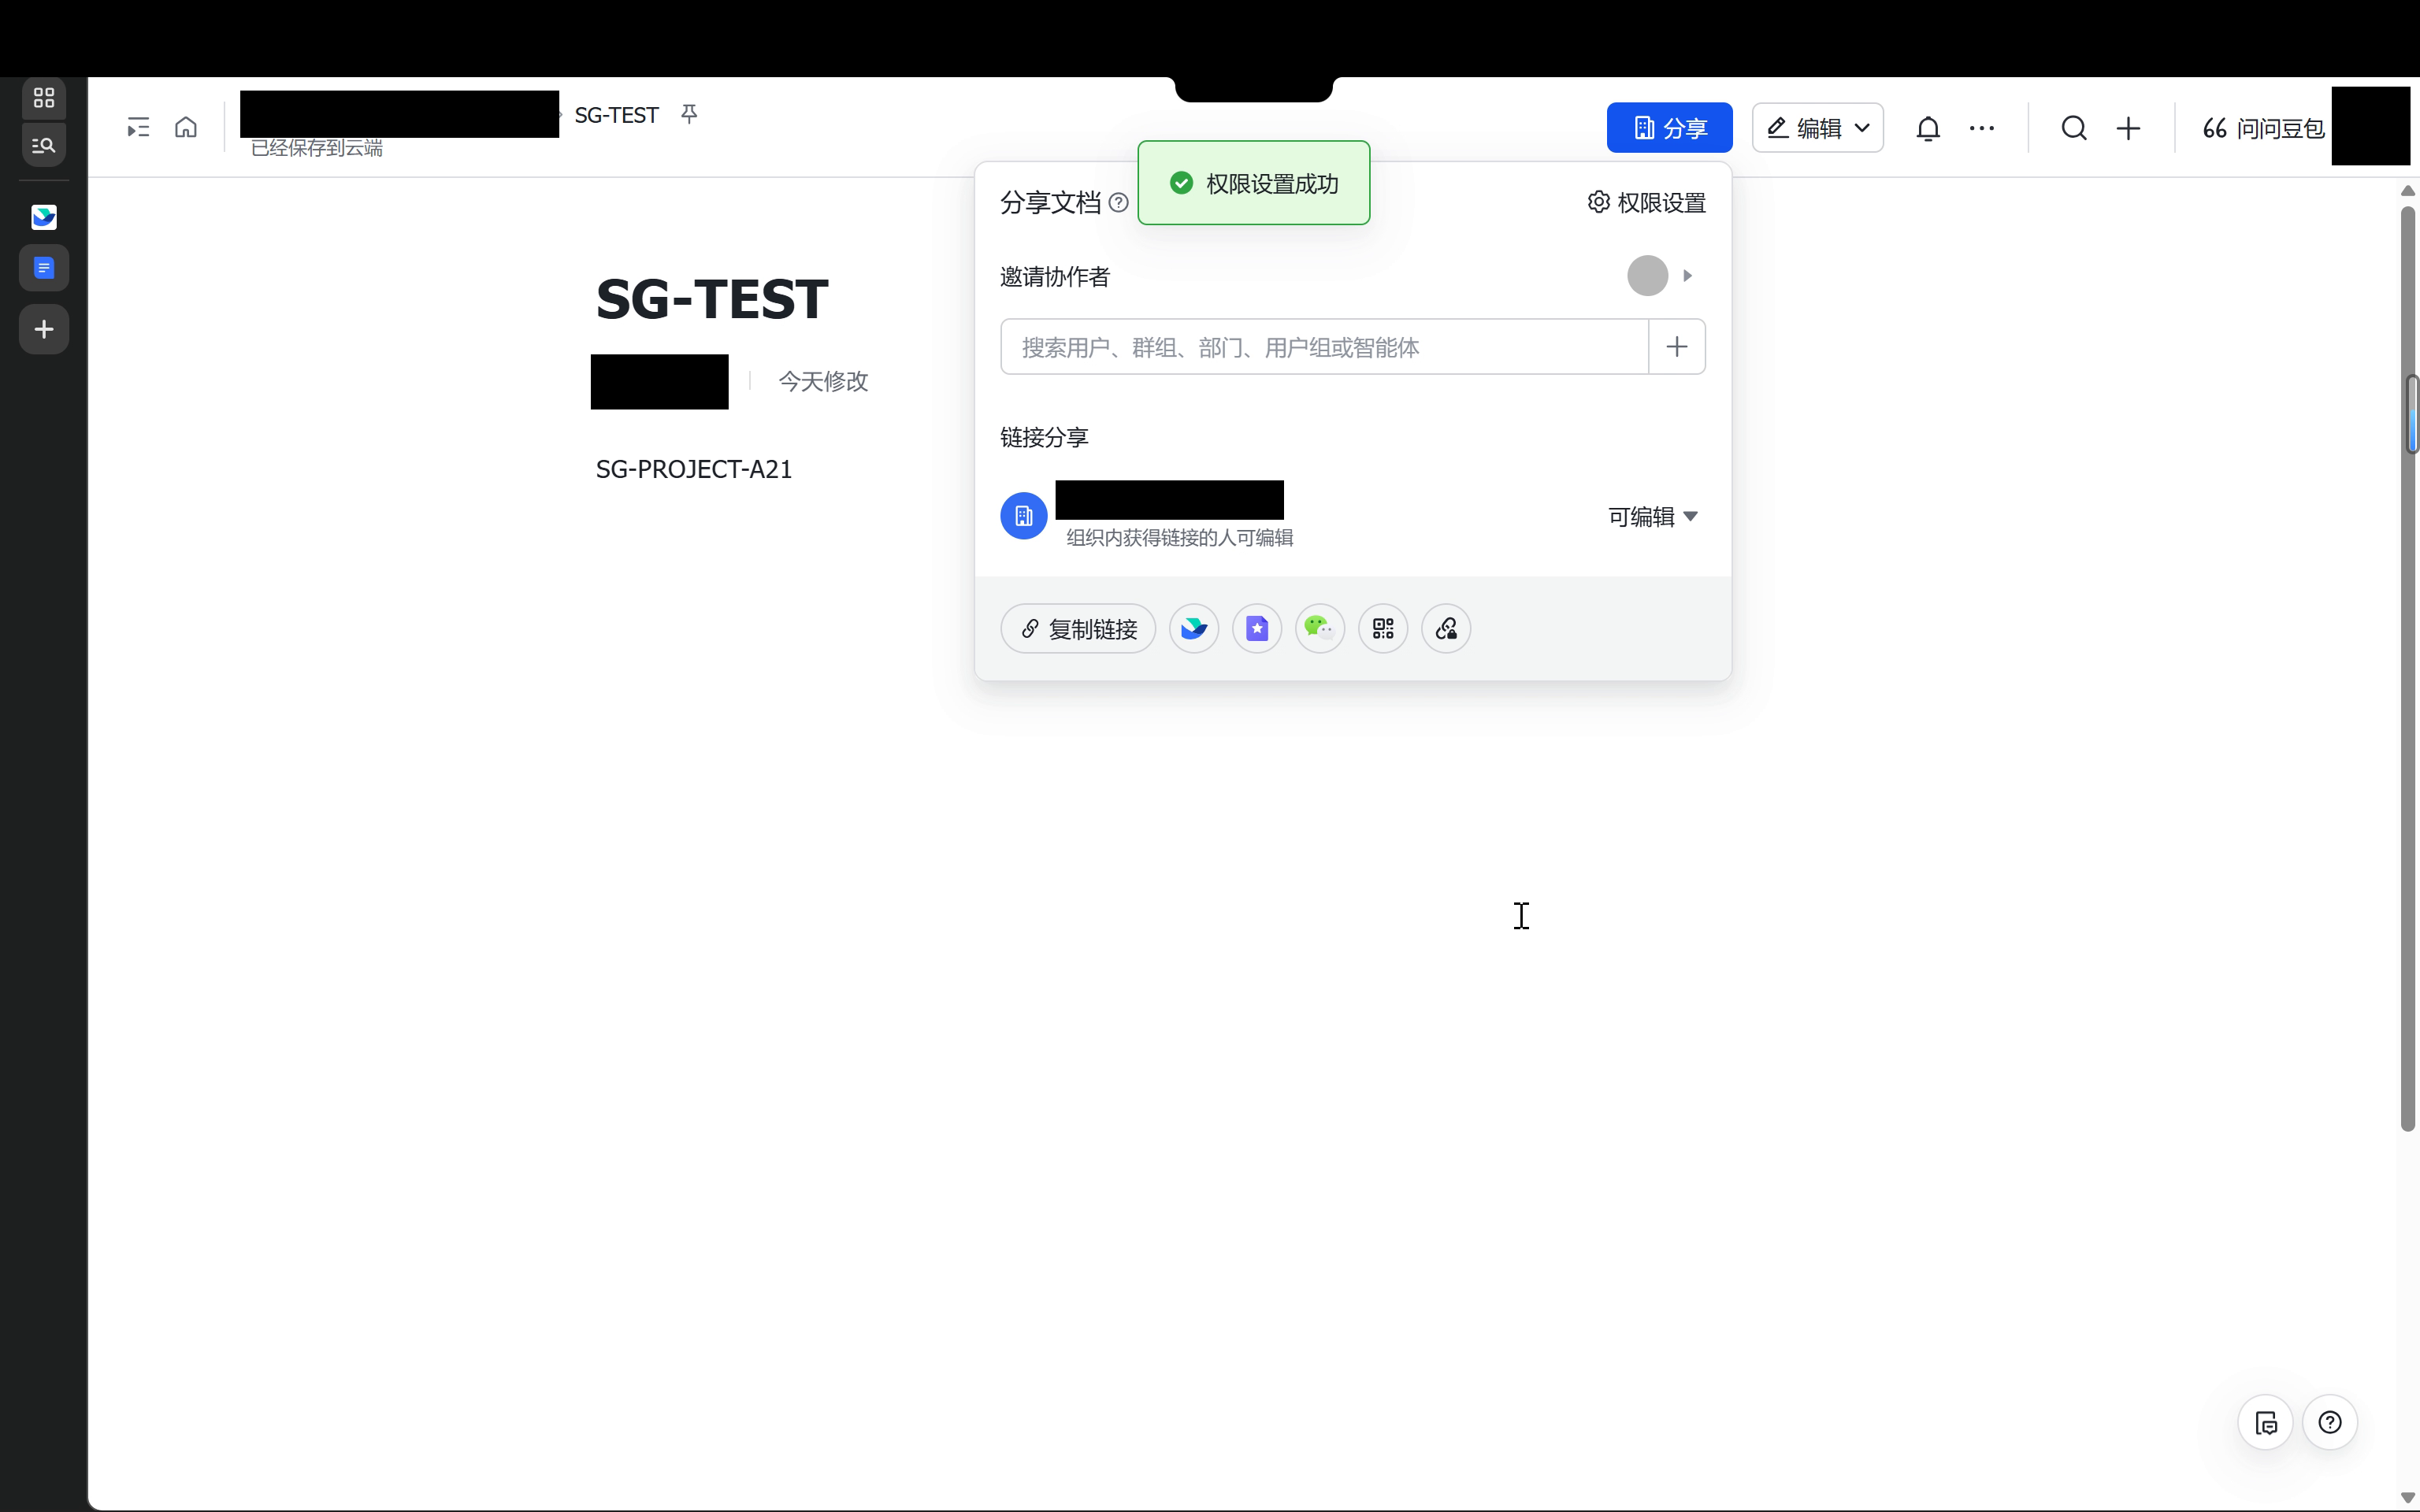 SG-TEST
已经保存到云端
分享
编辑
问问豆包
权限设置成功
分享文档
权限设置
SG-TEST
今天修改
SG-PROJECT-A21
邀请协作者
搜索用户、群组、部门、用户组或智能体
链接分享
组织内获得链接的人可编辑
可编辑
复制链接